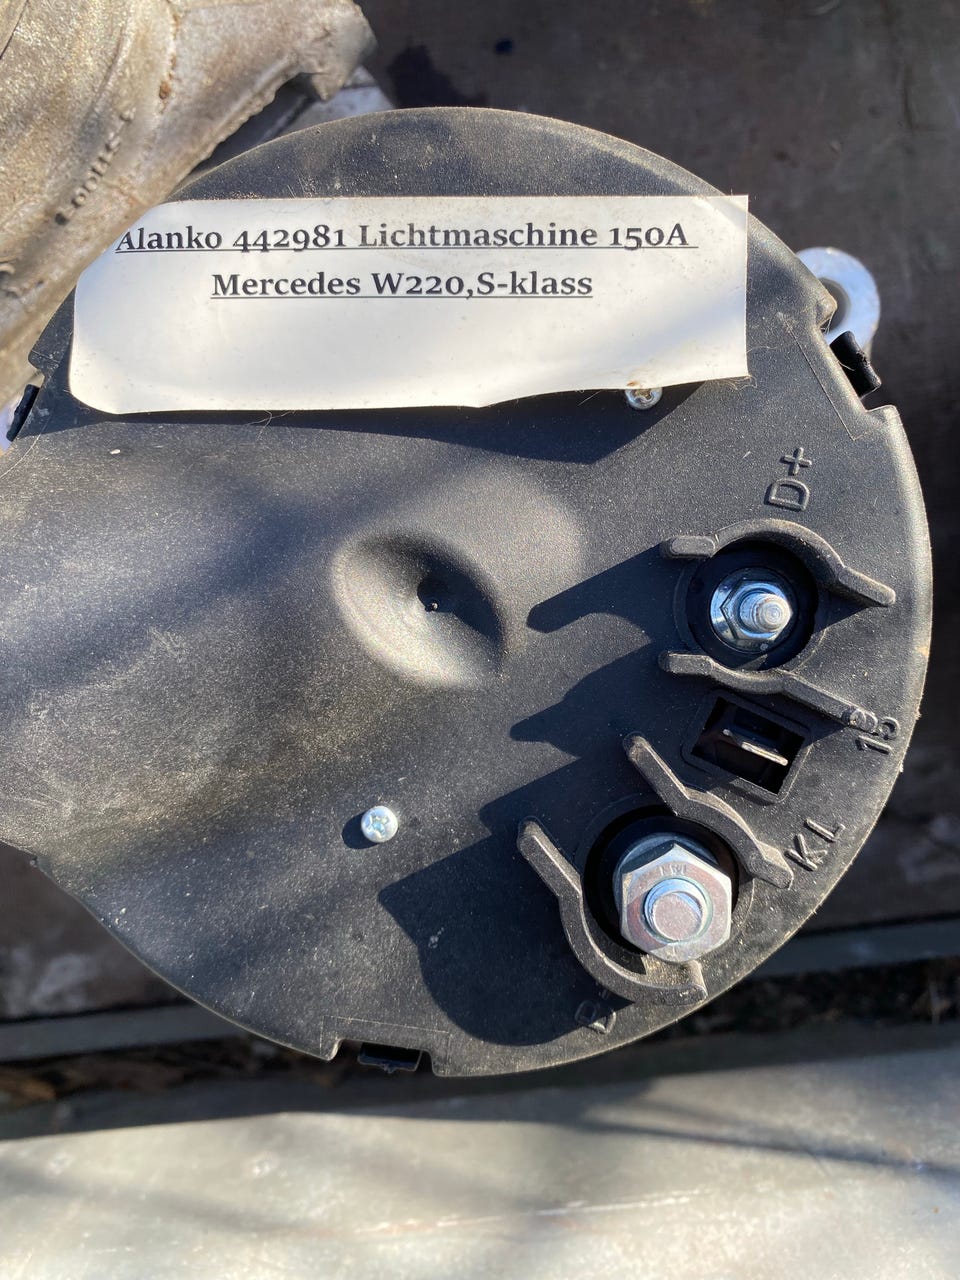 Alanko 442981 Lichtmaschine 150A
Mercedes W220,S-klass
D+
15
KL
B